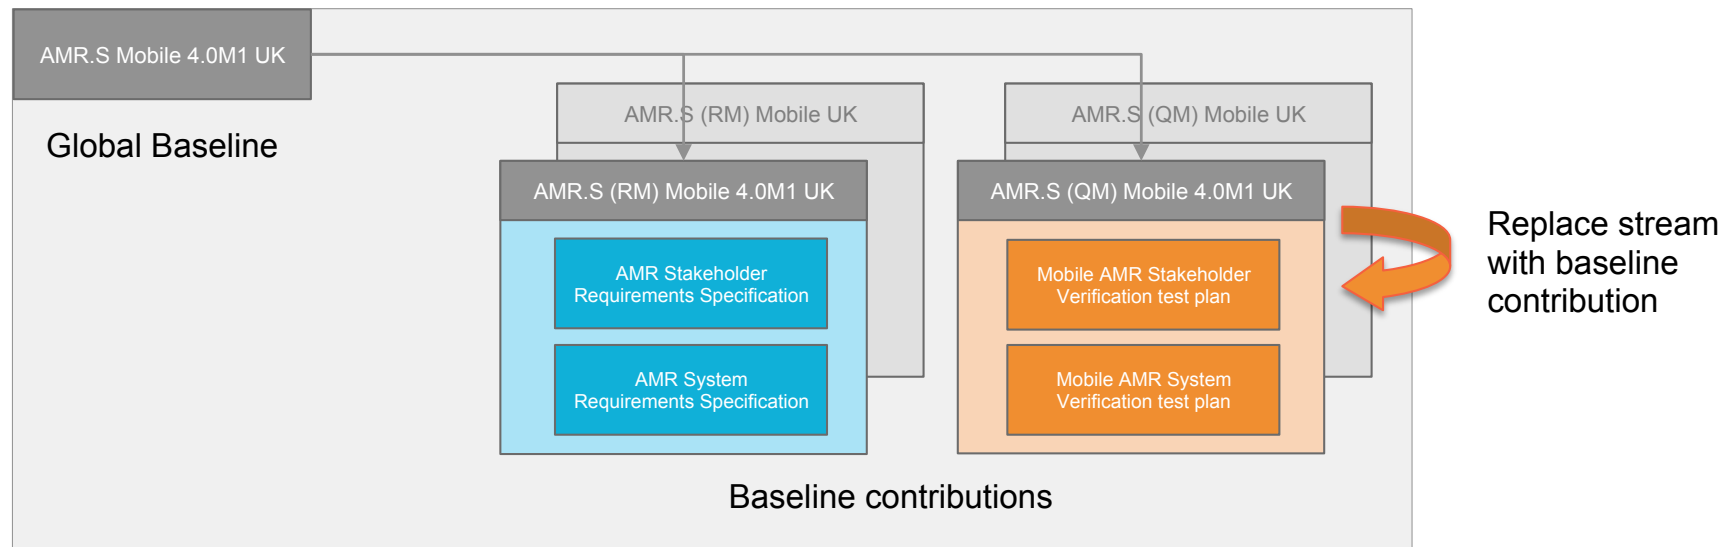 AMR.S Mobile 4.0M1 UK
Global Baseline
AMR.S (RM) Mobile UK
AMR.S (QM) Mobile UK
AMR.S (RM) Mobile 4.0M1 UK
AMR.S (QM) Mobile 4.0M1 UK
AMR Stakeholder
Requirements Specification
AMR System
Requirements Specification
Mobile AMR Stakeholder
Verification test plan
Mobile AMR System
Verification test plan
Replace stream
with baseline
contribution
Baseline contributions